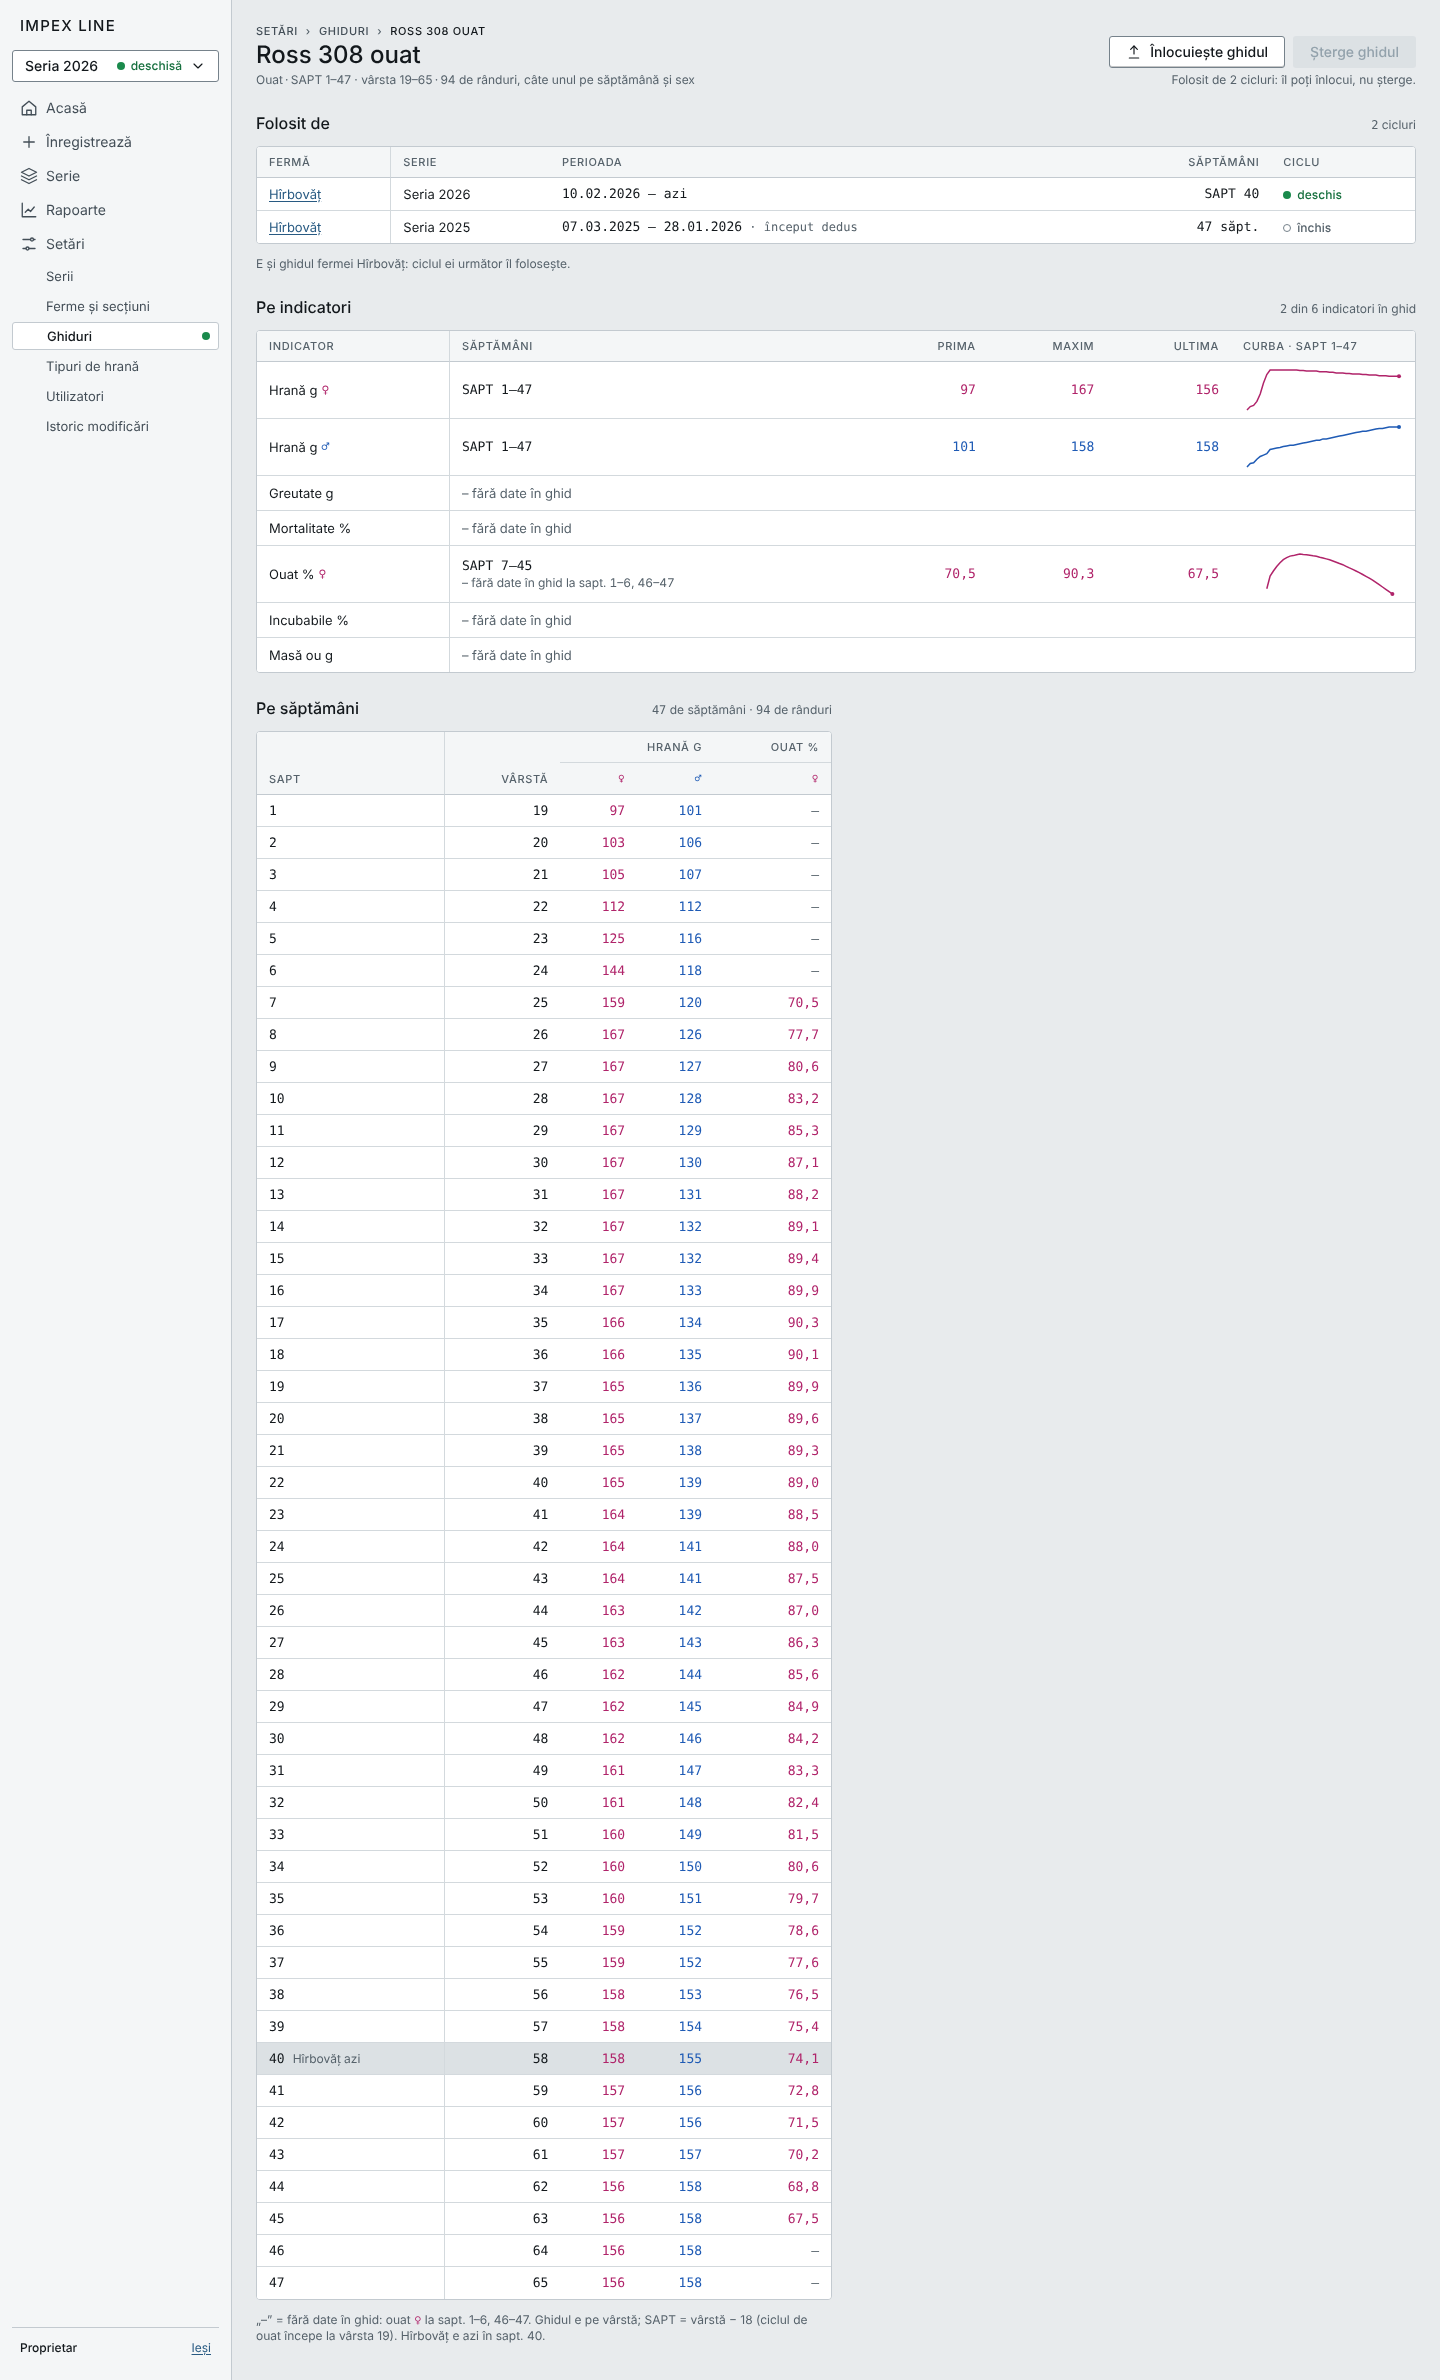 IMPEX LINE
Seria 2026 deschisă
Acasă
Înregistrează
Serie
Rapoarte
Setări
Serii
Ferme și secțiuni
Ghiduri
Tipuri de hrană
Utilizatori
Istoric modificări
Proprietar Ieși
SETĂRI › GHIDURI › ROSS 308 OUAT
Ross 308 ouat
Ouat · SAPT 1–47 · vârsta 19–65 · 94 de rânduri, câte unul pe săptămână și sex
Înlocuiește ghidul Șterge ghidul
Folosit de 2 cicluri: îl poți înlocui, nu șterge.
Folosit de 2 cicluri
FERMĂ SERIE PERIOADA SĂPTĂMÂNI CICLU
Hîrbovăț Seria 2026 10.02.2026 — azi SAPT 40 deschis
Hîrbovăț Seria 2025 07.03.2025 — 28.01.2026 · început dedus 47 săpt. închis
E și ghidul fermei Hîrbovăț: ciclul ei următor îl folosește.
Pe indicatori 2 din 6 indicatori în ghid
INDICATOR SĂPTĂMÂNI PRIMA MAXIM ULTIMA CURBA · SAPT 1–47
Hrană g ♀ SAPT 1–47 97 167 156
Hrană g ♂ SAPT 1–47 101 158 158
Greutate g – fără date în ghid
Mortalitate % – fără date în ghid
Ouat % ♀ SAPT 7–45 70,5 90,3 67,5
– fără date în ghid la sapt. 1–6, 46–47
Incubabile % – fără date în ghid
Masă ou g – fără date în ghid
Pe săptămâni 47 de săptămâni · 94 de rânduri
HRANĂ G OUAT %
SAPT VÂRSTĂ ♀ ♂ ♀
1 19 97 101 –
2 20 103 106 –
3 21 105 107 –
4 22 112 112 –
5 23 125 116 –
6 24 144 118 –
7 25 159 120 70,5
8 26 167 126 77,7
9 27 167 127 80,6
10 28 167 128 83,2
11 29 167 129 85,3
12 30 167 130 87,1
13 31 167 131 88,2
14 32 167 132 89,1
15 33 167 132 89,4
16 34 167 133 89,9
17 35 166 134 90,3
18 36 166 135 90,1
19 37 165 136 89,9
20 38 165 137 89,6
21 39 165 138 89,3
22 40 165 139 89,0
23 41 164 139 88,5
24 42 164 141 88,0
25 43 164 141 87,5
26 44 163 142 87,0
27 45 163 143 86,3
28 46 162 144 85,6
29 47 162 145 84,9
30 48 162 146 84,2
31 49 161 147 83,3
32 50 161 148 82,4
33 51 160 149 81,5
34 52 160 150 80,6
35 53 160 151 79,7
36 54 159 152 78,6
37 55 159 152 77,6
38 56 158 153 76,5
39 57 158 154 75,4
40 Hîrbovăț azi 58 158 155 74,1
41 59 157 156 72,8
42 60 157 156 71,5
43 61 157 157 70,2
44 62 156 158 68,8
45 63 156 158 67,5
46 64 156 158 –
47 65 156 158 –
„–” = fără date în ghid: ouat ♀ la sapt. 1–6, 46–47. Ghidul e pe vârstă; SAPT = vârstă − 18 (ciclul de
ouat începe la vârsta 19). Hîrbovăț e azi în sapt. 40.